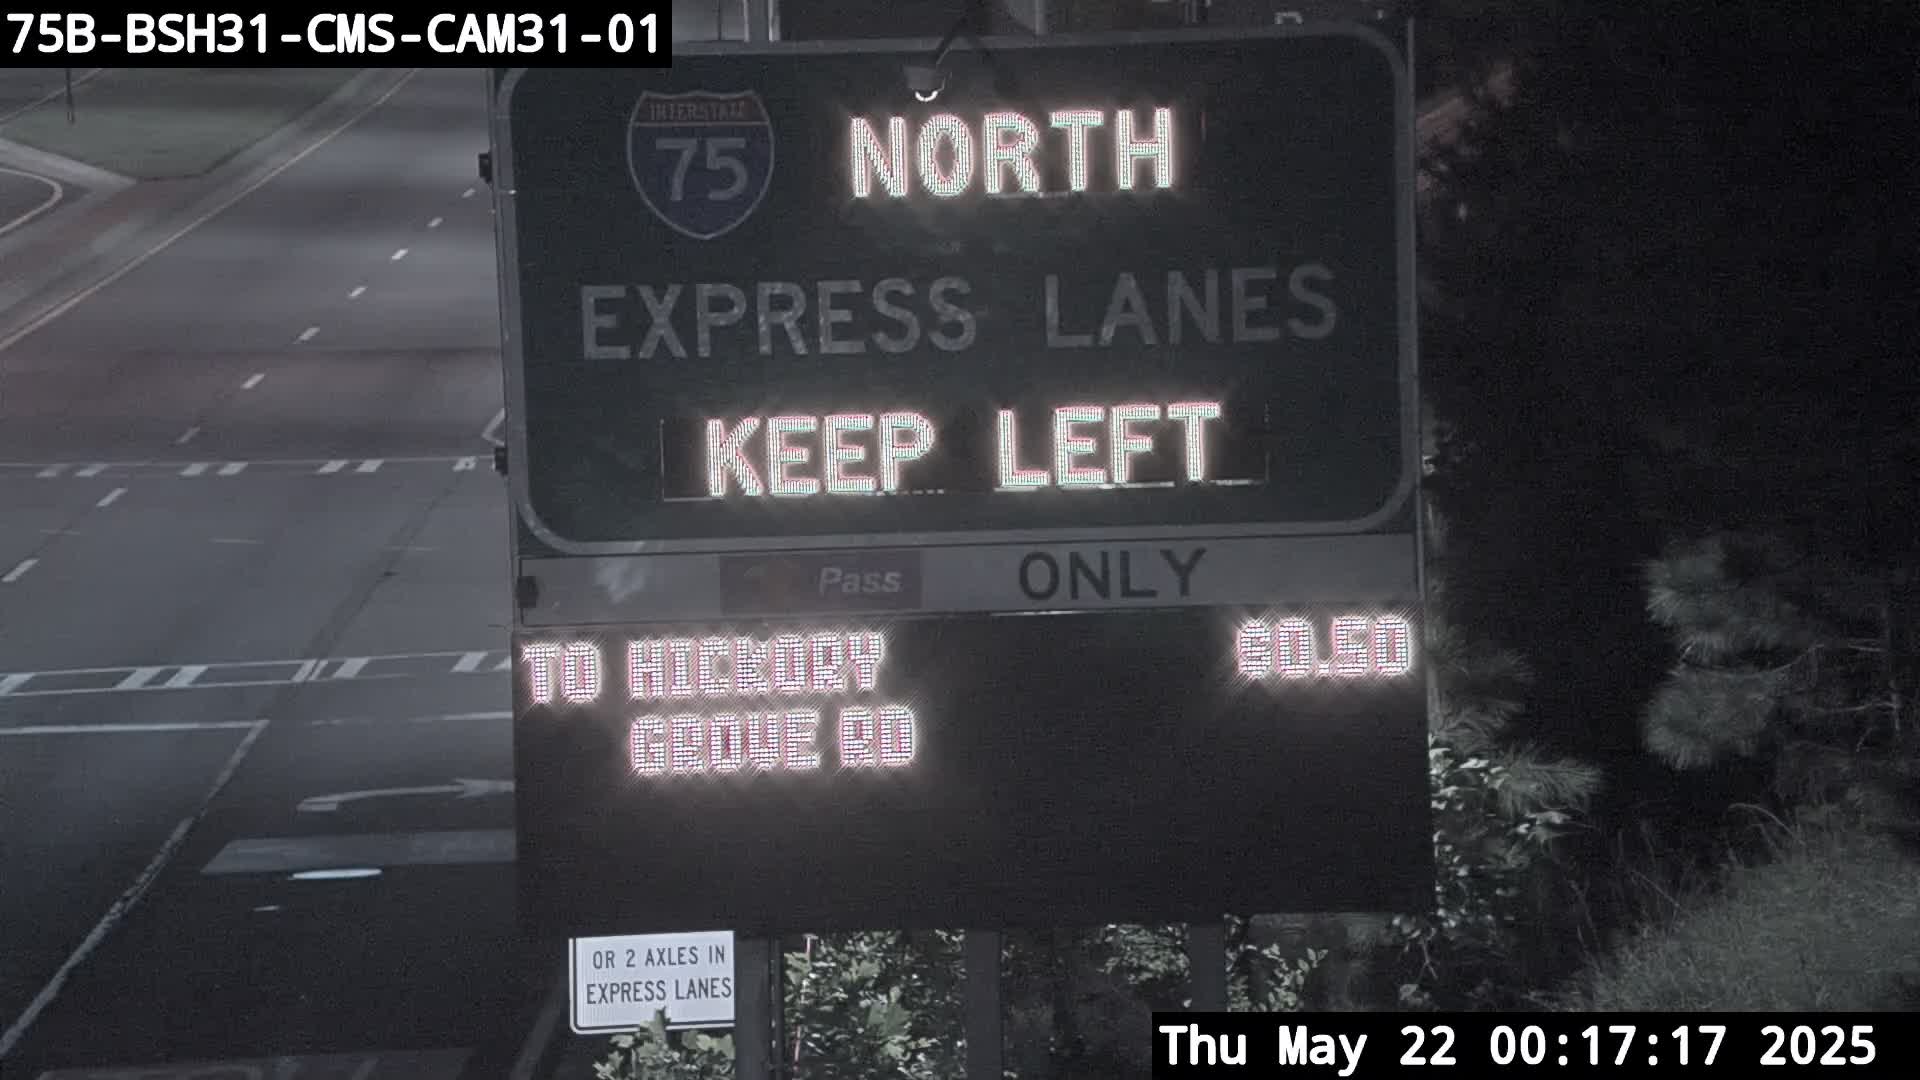 75B-BSH31-CMS-CAM31-01
INTERSTATE
75
NORTH
EXPRESS LANES
KEEP LEFT
Pass ONLY
TO HICKORY $0.50
GROVE RD
OR 2 AXLES IN
EXPRESS LANES
Thu May 22 00:17:17 2025